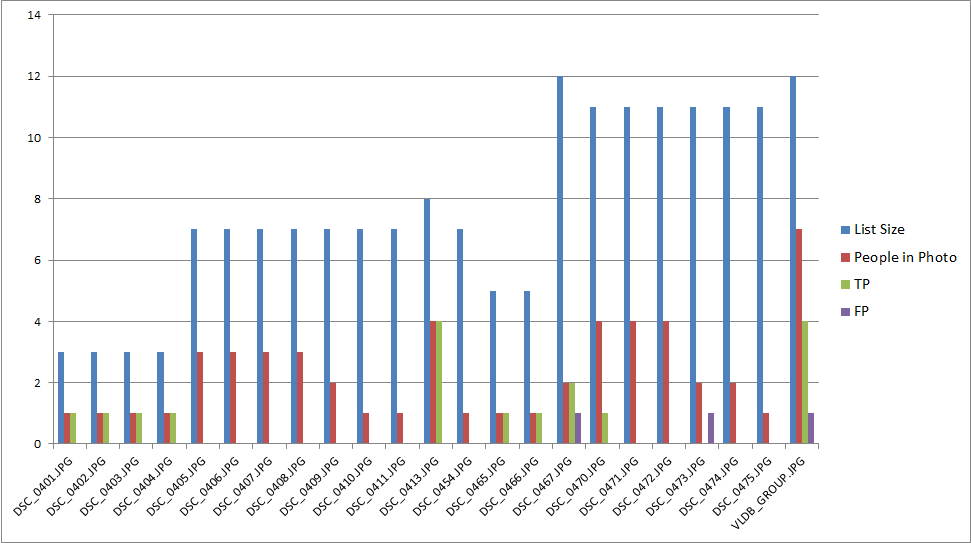 14
12
10
8
6
4
2
0
DSC_0401.JPG
DSC_0402.JPG
DSC_0403.JPG
DSC_0404.JPG
DSC_0405.JPG
DSC_0406.JPG
DSC_0407.JPG
DSC_0408.JPG
DSC_0409.JPG
DSC_0410.JPG
DSC_0411.JPG
DSC_0413.JPG
DSC_0454.JPG
DSC_0465.JPG
DSC_0466.JPG
DSC_0467.JPG
DSC_0470.JPG
DSC_0471.JPG
DSC_0472.JPG
DSC_0473.JPG
DSC_0474.JPG
DSC_0475.JPG
VLDB_GROUP.JPG
List Size
People in Photo
TP
FP